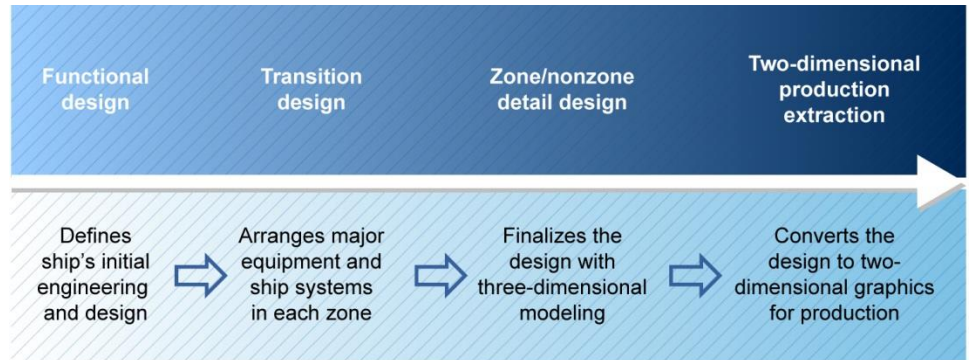 Functional
design
Transition
design
Zone/nonzone
detail design
Two-dimensional
production
extraction
Defines
ship's initial
engineering
and design
Arranges major
equipment and
ship systems
in each zone
Finalizes the
design with
three-dimensional
modeling
Converts the
design to two-
dimensional graphics
for production